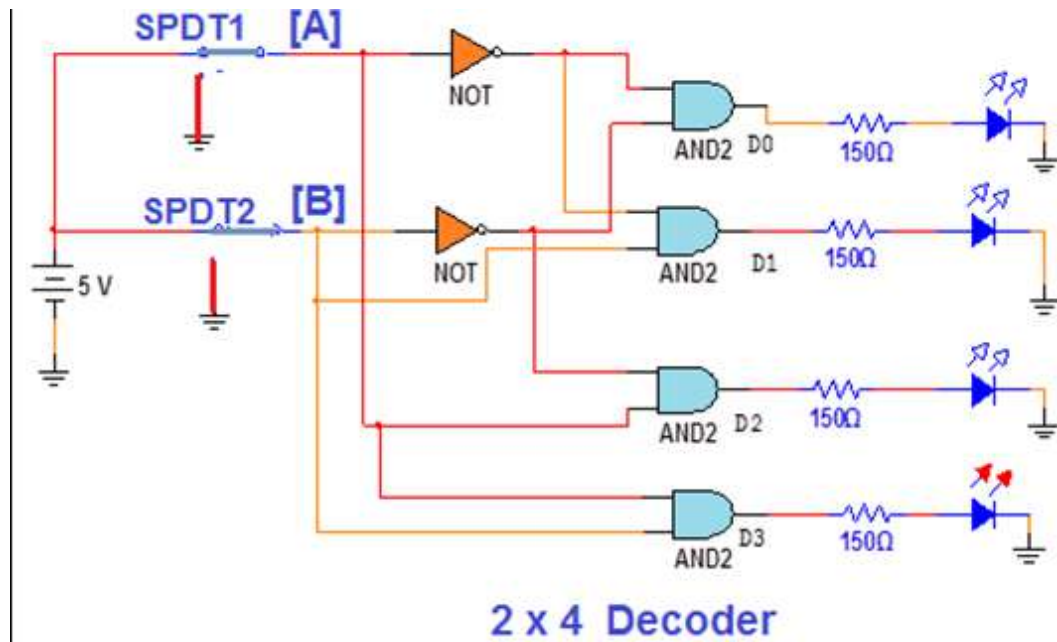 SPDT1 [A]
NOT
AND2 D0
150Ω
SPDT2 [B]
NOT
AND2 D1
150Ω
5 V
AND2 D2
150Ω
AND2 D3
150Ω
2 x 4 Decoder